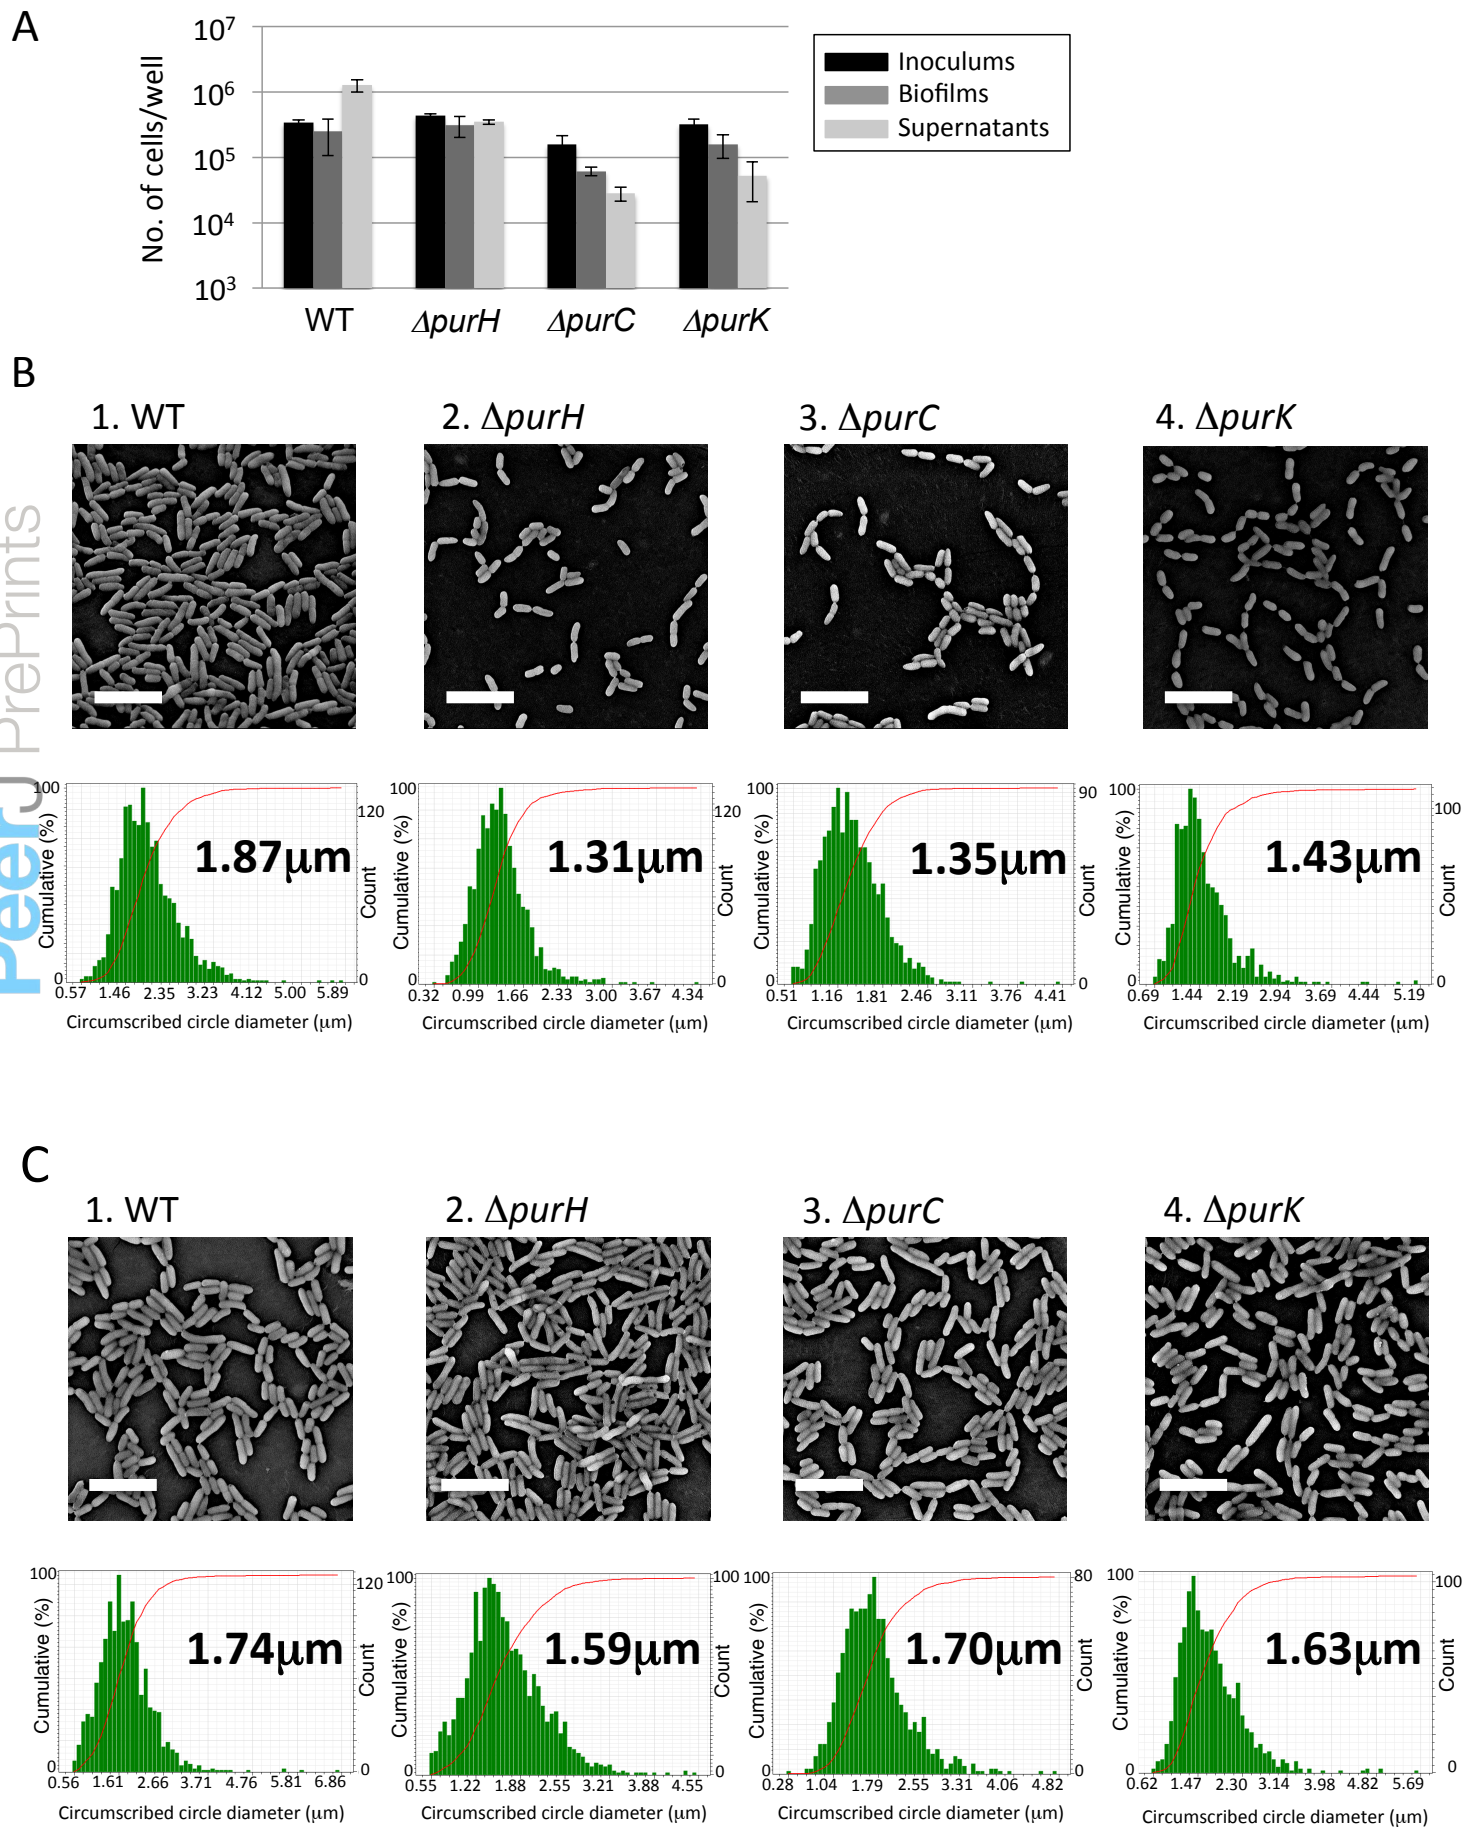 A
10⁷
10⁶
10⁵
10⁴
10³
No. of cells/well
WT
ΔpurH
ΔpurC
ΔpurK
Inoculums
Biofilms
Supernatants
B
1. WT
2. ΔpurH
3. ΔpurC
4. ΔpurK
PeerJ PrePrints
100
0
Cumulative (%)
1.87μm
120
0
Count
0.57 1.46 2.35 3.23 4.12 5.00 5.89
Circumscribed circle diameter (μm)
100
0
Cumulative (%)
1.31μm
120
0
Count
0.32 0.99 1.66 2.33 3.00 3.67 4.34
Circumscribed circle diameter (μm)
100
0
Cumulative (%)
1.35μm
90
0
Count
0.51 1.16 1.81 2.46 3.11 3.76 4.41
Circumscribed circle diameter (μm)
100
0
Cumulative (%)
1.43μm
100
0
Count
0.69 1.44 2.19 2.94 3.69 4.44 5.19
Circumscribed circle diameter (μm)
C
1. WT
2. ΔpurH
3. ΔpurC
4. ΔpurK
100
0
Cumulative (%)
1.74μm
120
0
Count
0.56 1.61 2.66 3.71 4.76 5.81 6.86
Circumscribed circle diameter (μm)
100
0
Cumulative (%)
1.59μm
100
0
Count
0.55 1.22 1.88 2.55 3.21 3.88 4.55
Circumscribed circle diameter (μm)
100
0
Cumulative (%)
1.70μm
80
0
Count
0.28 1.04 1.79 2.55 3.31 4.06 4.82
Circumscribed circle diameter (μm)
100
0
Cumulative (%)
1.63μm
100
0
Count
0.62 1.47 2.30 3.14 3.98 4.82 5.69
Circumscribed circle diameter (μm)